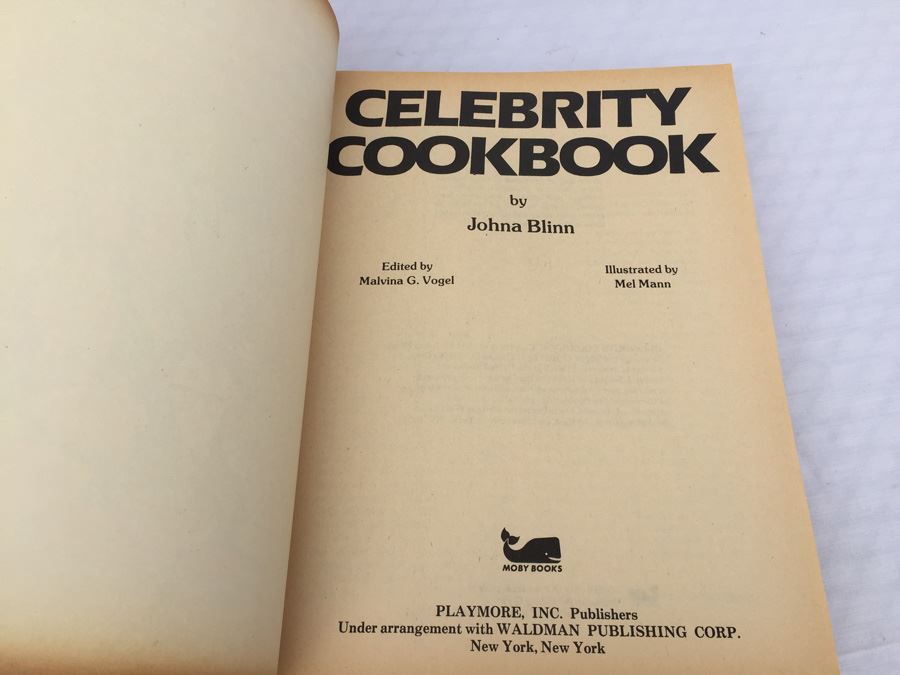 CELEBRITY
COOKBOOK
by
Johna Blinn
Edited by
Malvina G. Vogel
Illustrated by
Mel Mann
MOBY BOOKS
PLAYMORE, INC. Publishers
Under arrangement with WALDMAN PUBLISHING CORP.
New York, New York